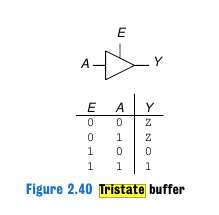 E
A Y
E A Y
0 0 Z
0 1 Z
1 0 0
1 1 1
Figure 2.40 Tristate buffer